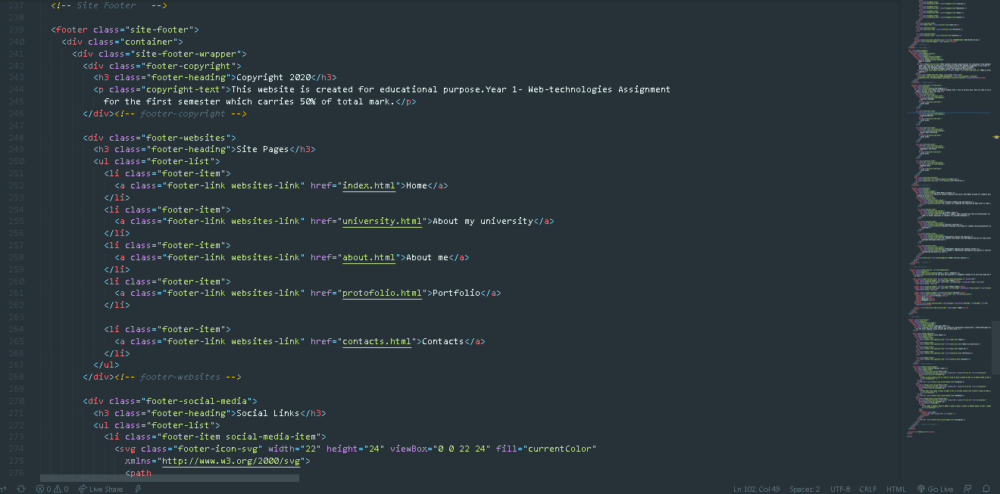 237 <!-- Site Footer -->
238
239 <footer class="site-footer">
240 <div class="container">
241 <div class="site-footer-wrapper">
242 <div class="footer-copyright">
243 <h3 class="footer-heading">Copyright 2020</h3>
244 <p class="copyright-text">This website is created for educational purpose.Year 1- Web-technologies Assignment
245 for the first semester which carries 50% of total mark.</p>
246 </div><!-- footer-copyright -->
247
248 <div class="footer-websites">
249 <h3 class="footer-heading">Site Pages</h3>
250 <ul class="footer-list">
251 <li class="footer-item">
252 <a class="footer-link websites-link" href="index.html">Home</a>
253 </li>
254 <li class="footer-item">
255 <a class="footer-link websites-link" href="university.html">About my university</a>
256 </li>
257 <li class="footer-item">
258 <a class="footer-link websites-link" href="about.html">About me</a>
259 </li>
260 <li class="footer-item">
261 <a class="footer-link websites-link" href="protofolio.html">Portfolio</a>
262 </li>
263
264 <li class="footer-item">
265 <a class="footer-link websites-link" href="contacts.html">Contacts</a>
266 </li>
267 </ul>
268 </div><!-- footer-websites -->
269
270 <div class="footer-social-media">
271 <h3 class="footer-heading">Social Links</h3>
272 <ul class="footer-list">
273 <li class="footer-item social-media-item">
274 <svg class="footer-icon-svg" width="22" height="24" viewBox="0 0 22 24" fill="currentColor"
275 xmlns="http://www.w3.org/2000/svg">
276 <path
n* 0 0 Live Share Ln 102, Col 49 Spaces: 2 UTF-8 CRLF HTML Go Live